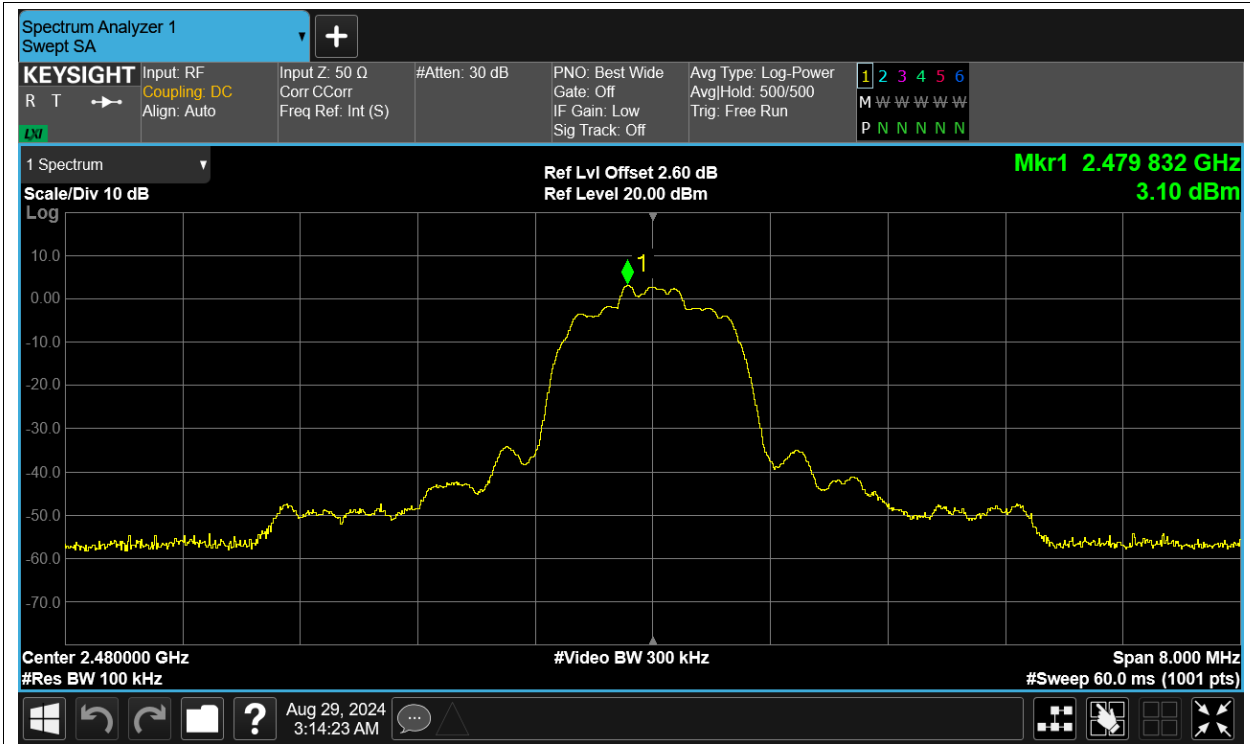 Spectrum Analyzer 1
Swept SA
KEYSIGHT
R T
LXI
Input: RF
Coupling: DC
Align: Auto
Input Z: 50 Ω
Corr CCorr
Freq Ref: Int (S)
#Atten: 30 dB
PNO: Best Wide
Gate: Off
IF Gain: Low
Sig Track: Off
Avg Type: Log-Power
Avg|Hold: 500/500
Trig: Free Run
1 2 3 4 5 6
M W W W W W
P N N N N N
1 Spectrum
Scale/Div 10 dB
Log
Ref Lvl Offset 2.60 dB
Ref Level 20.00 dBm
Mkr1 2.479 832 GHz
3.10 dBm
1
10.0
0.00
-10.0
-20.0
-30.0
-40.0
-50.0
-60.0
-70.0
Center 2.480000 GHz
#Video BW 300 kHz
Span 8.000 MHz
#Res BW 100 kHz
#Sweep 60.0 ms (1001 pts)
?
Aug 29, 2024
3:14:23 AM